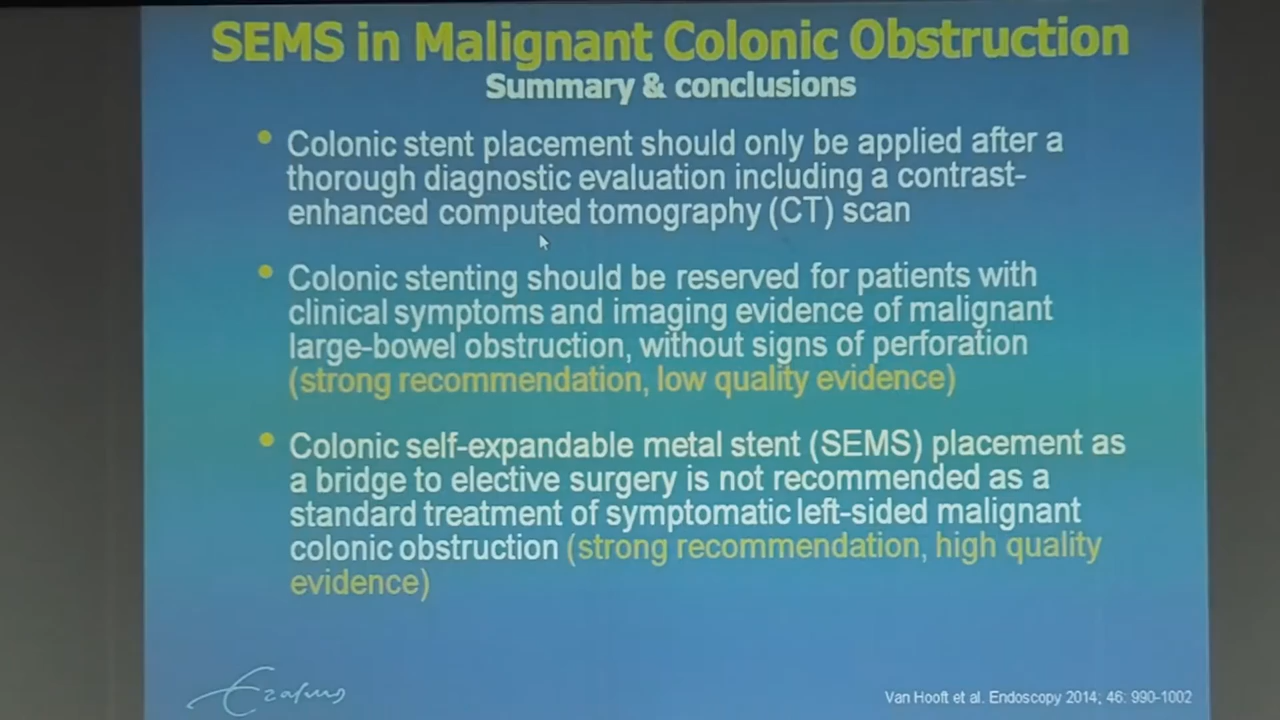 SEMS in Malignant Colonic Obstruction
Summary & conclusions
Colonic stent placement should only be applied after a
thorough diagnostic evaluation including a contrast-
enhanced computed tomography (CT) scan
Colonic stenting should be reserved for patients with
clinical symptoms and imaging evidence of malignant
large-bowel obstruction, without signs of perforation
(strong recommendation, low quality evidence)
Colonic self-expandable metal stent (SEMS) placement as
a bridge to elective surgery is not recommended as a
standard treatment of symptomatic left-sided malignant
colonic obstruction (strong recommendation, high quality
evidence)
Erasmus
Van Hooft et al. Endoscopy 2014; 46: 990-1002